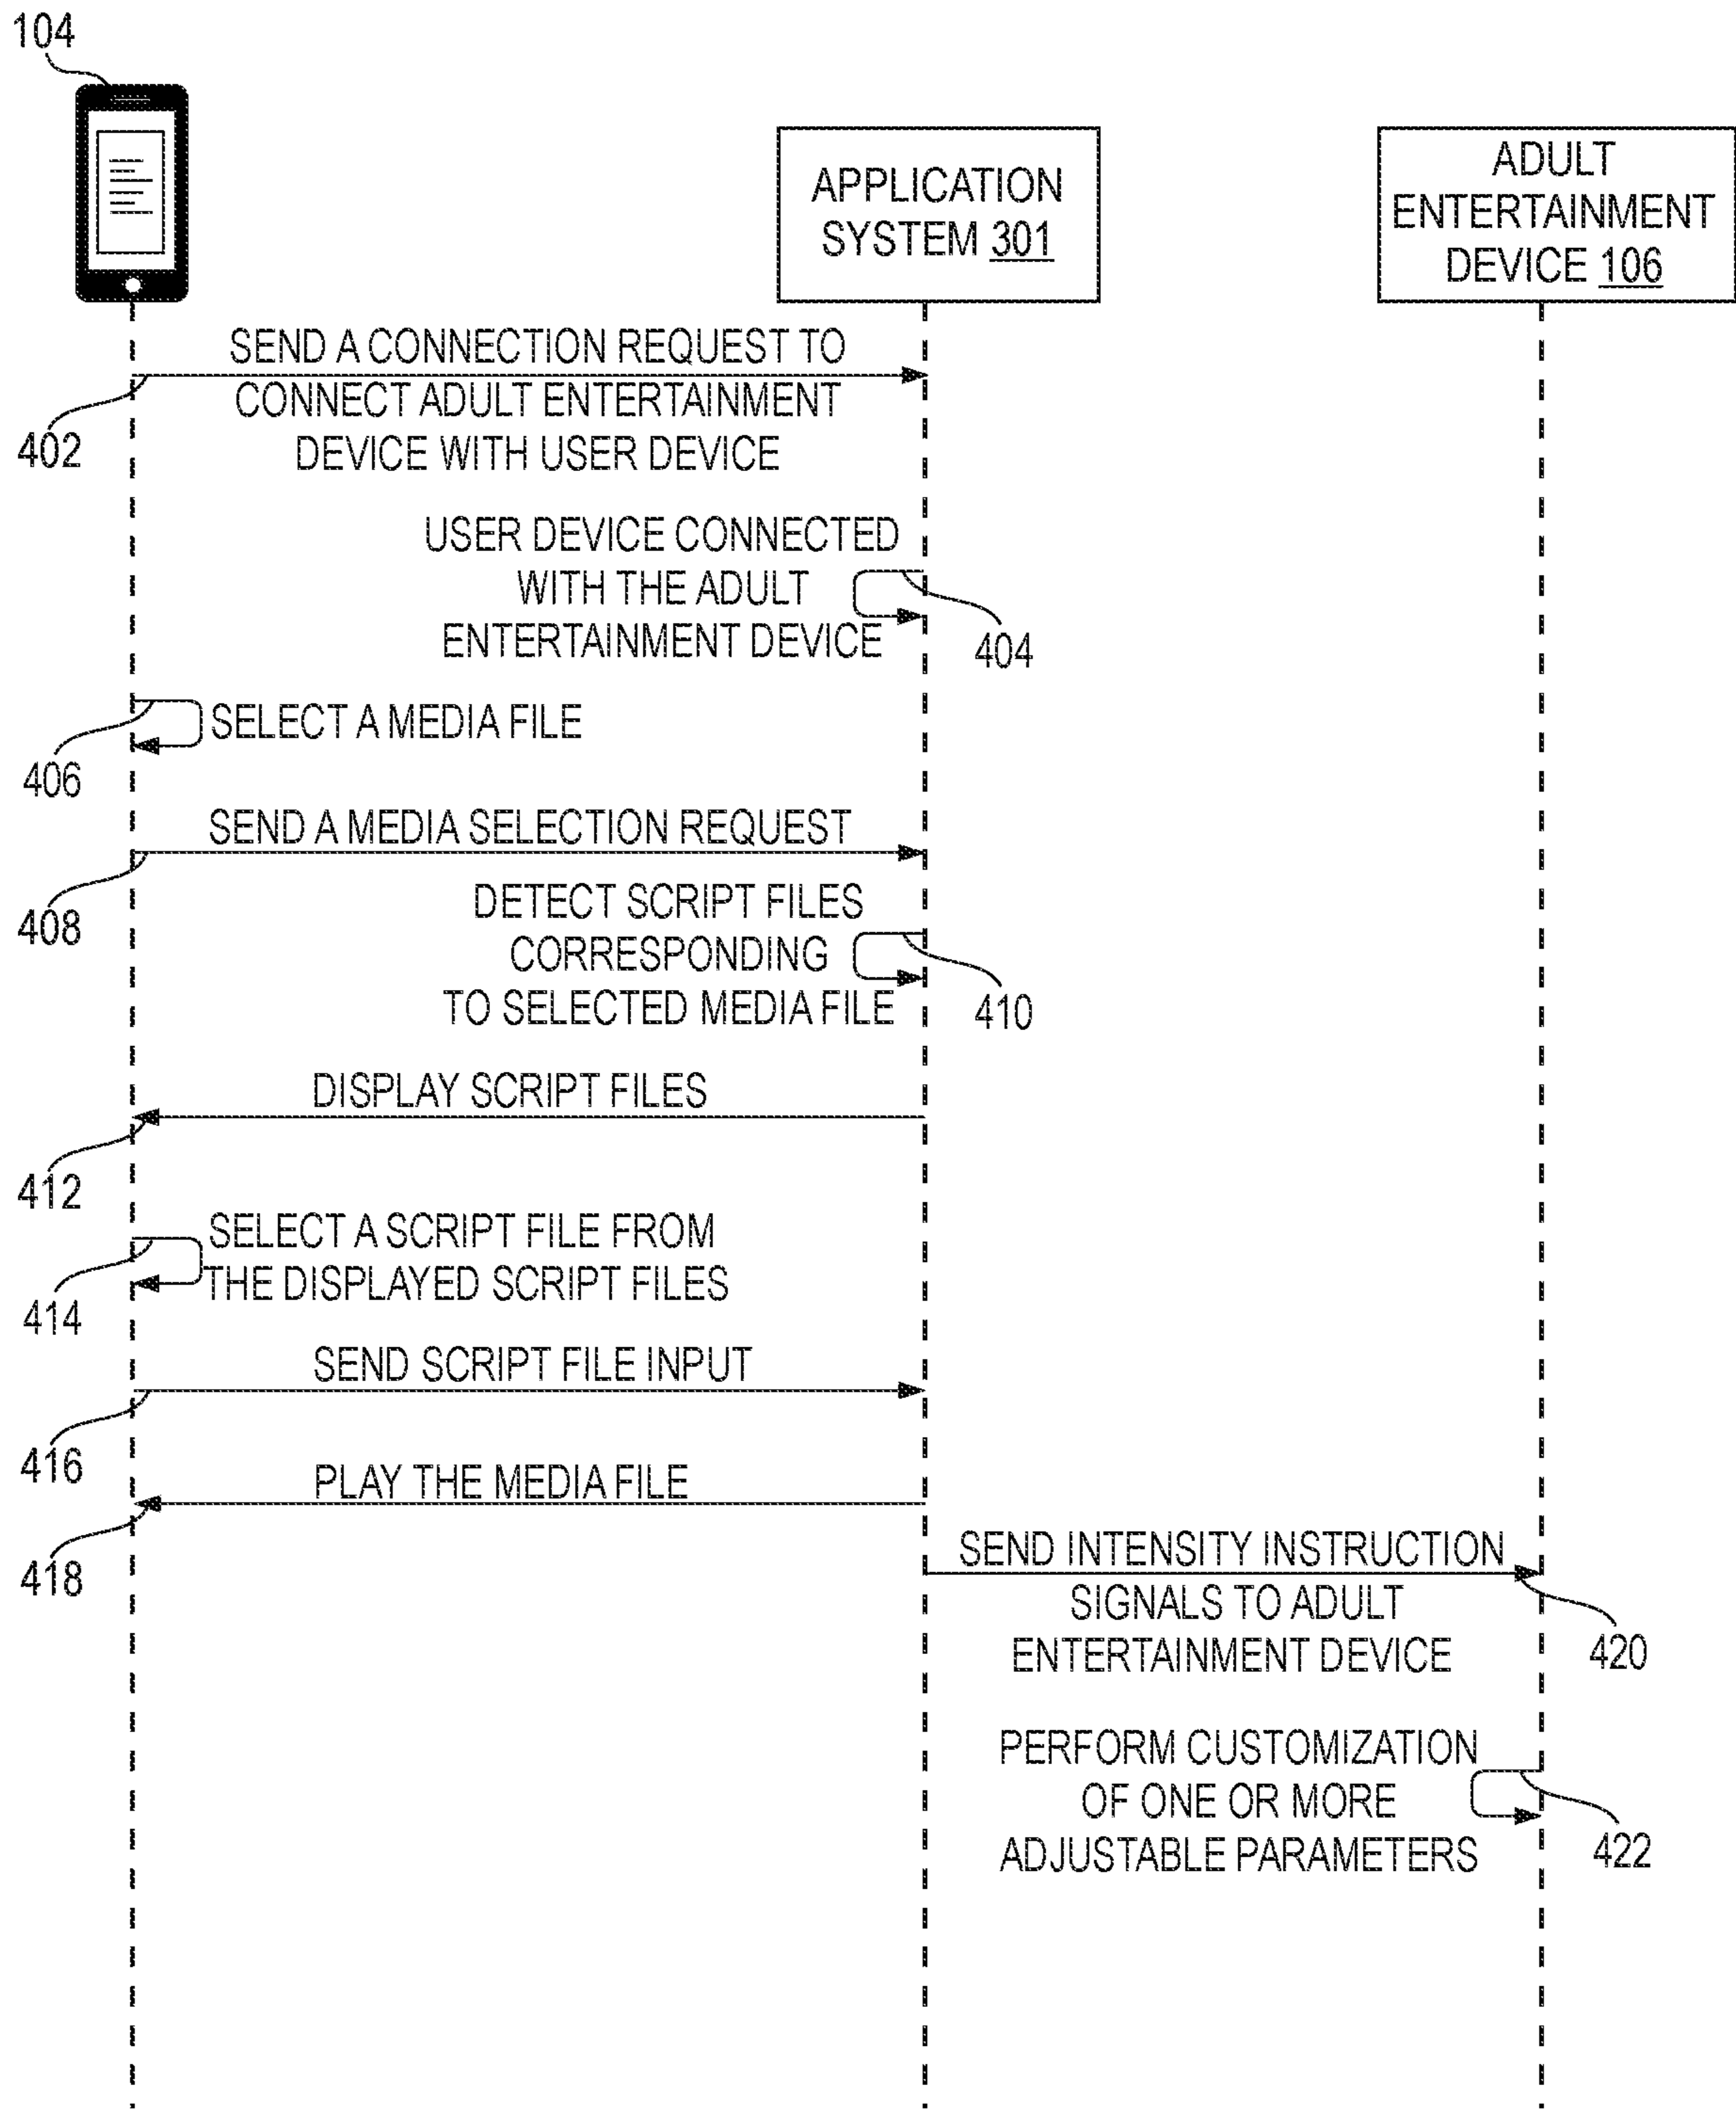 104
APPLICATION
SYSTEM 301
ADULT
ENTERTAINMENT
DEVICE 106
SEND A CONNECTION REQUEST TO
CONNECT ADULT ENTERTAINMENT
DEVICE WITH USER DEVICE
402
USER DEVICE CONNECTED
WITH THE ADULT
ENTERTAINMENT DEVICE
404
SELECT A MEDIA FILE
406
SEND A MEDIA SELECTION REQUEST
408
DETECT SCRIPT FILES
CORRESPONDING
TO SELECTED MEDIA FILE
410
DISPLAY SCRIPT FILES
412
SELECT A SCRIPT FILE FROM
THE DISPLAYED SCRIPT FILES
414
SEND SCRIPT FILE INPUT
416
PLAY THE MEDIA FILE
418
SEND INTENSITY INSTRUCTION
SIGNALS TO ADULT
ENTERTAINMENT DEVICE
420
PERFORM CUSTOMIZATION
OF ONE OR MORE
ADJUSTABLE PARAMETERS
422